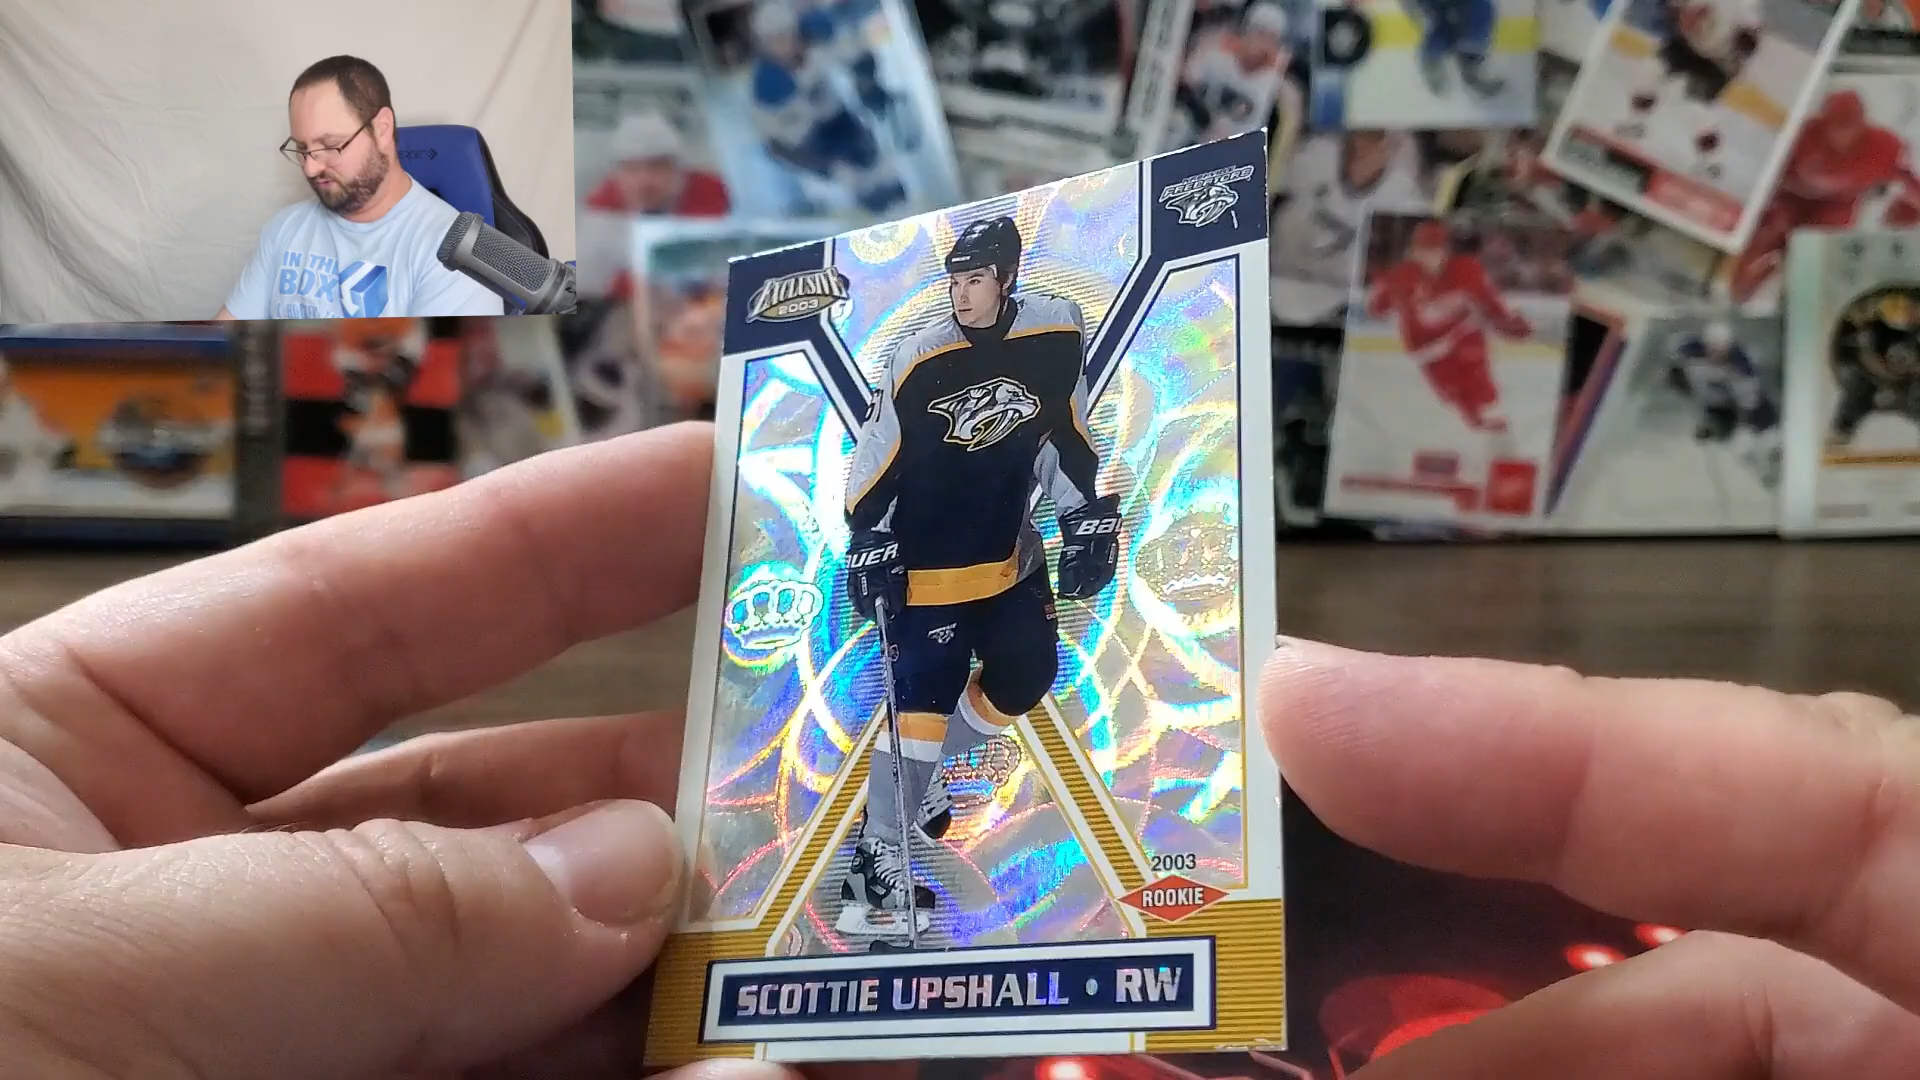 IN THE
BOX
EXCLUSIVE
2003
PREDATORS
BAUER
2003
ROOKIE
SCOTTIE UPSHALL • RW